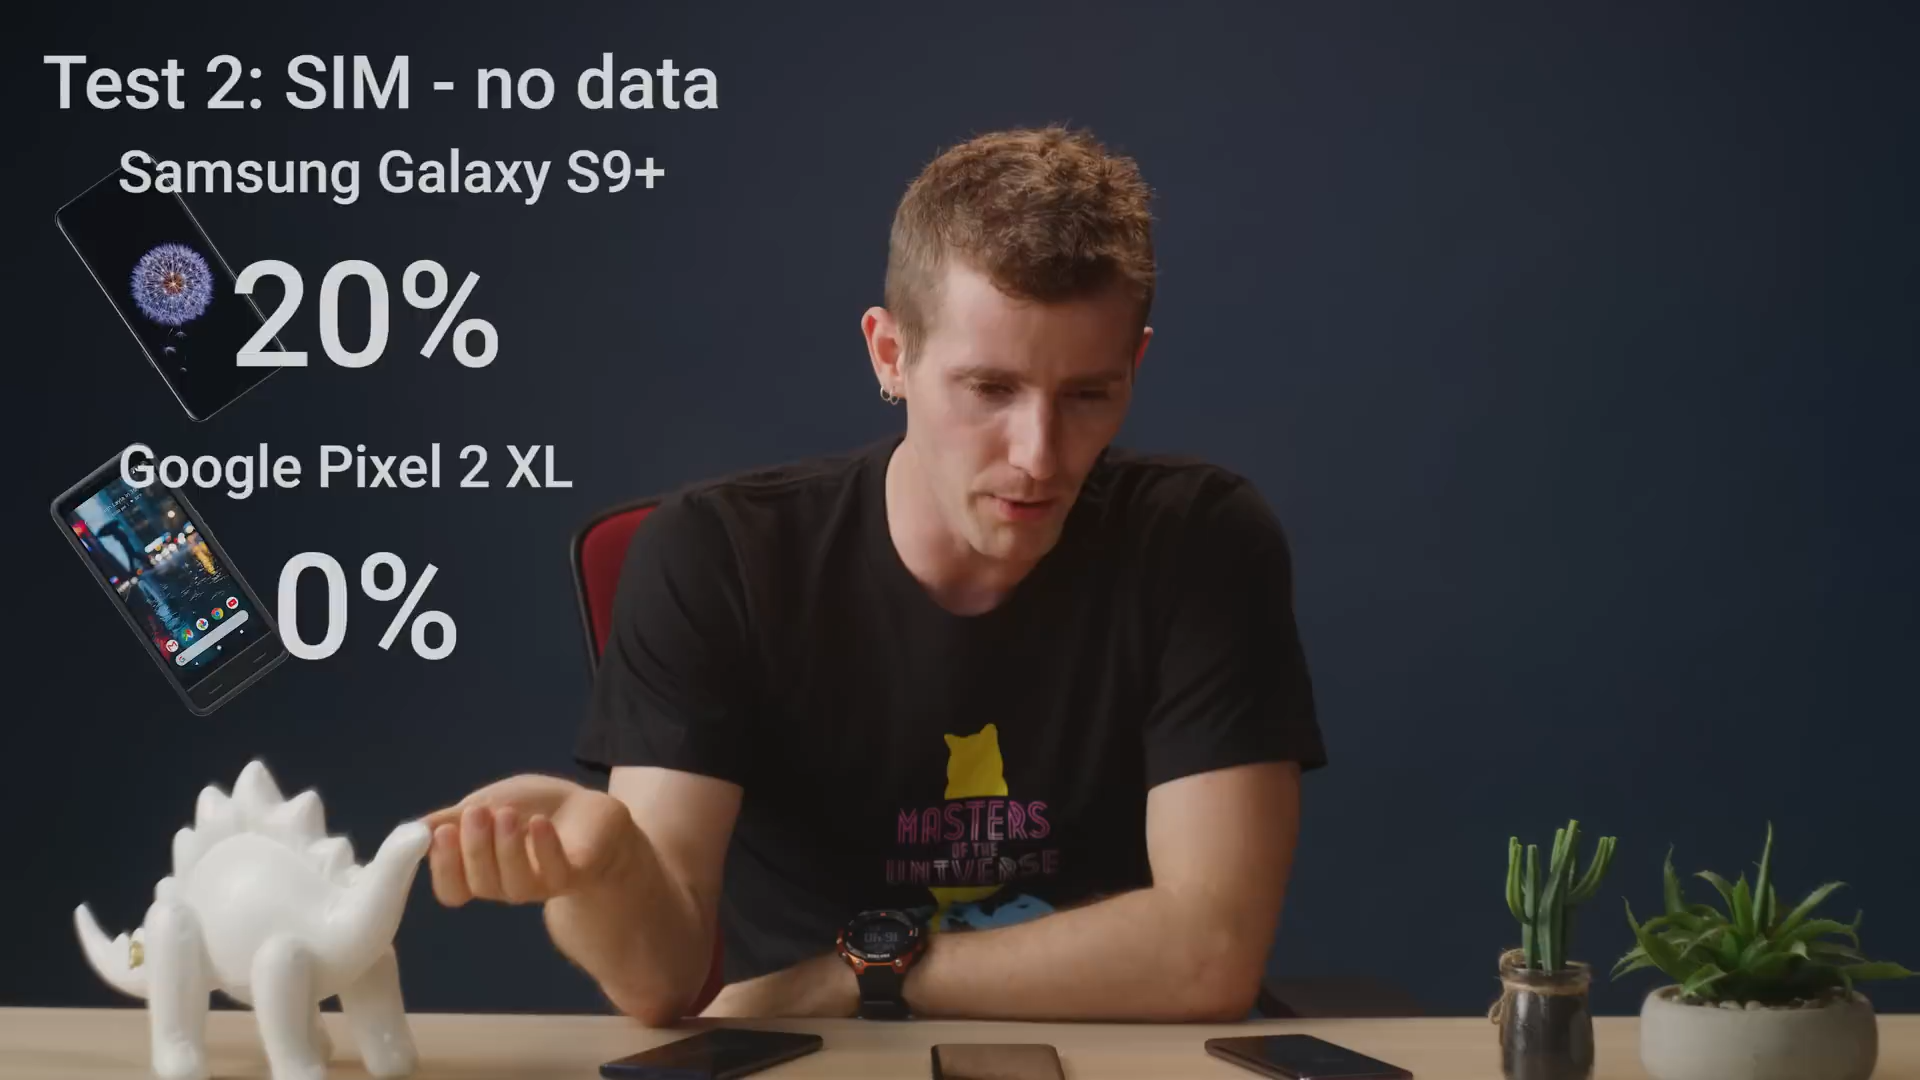 Test 2: SIM - no data
Samsung Galaxy S9+
20%
Google Pixel 2 XL
0%
MASTERS
OF THE
UNIVERSE